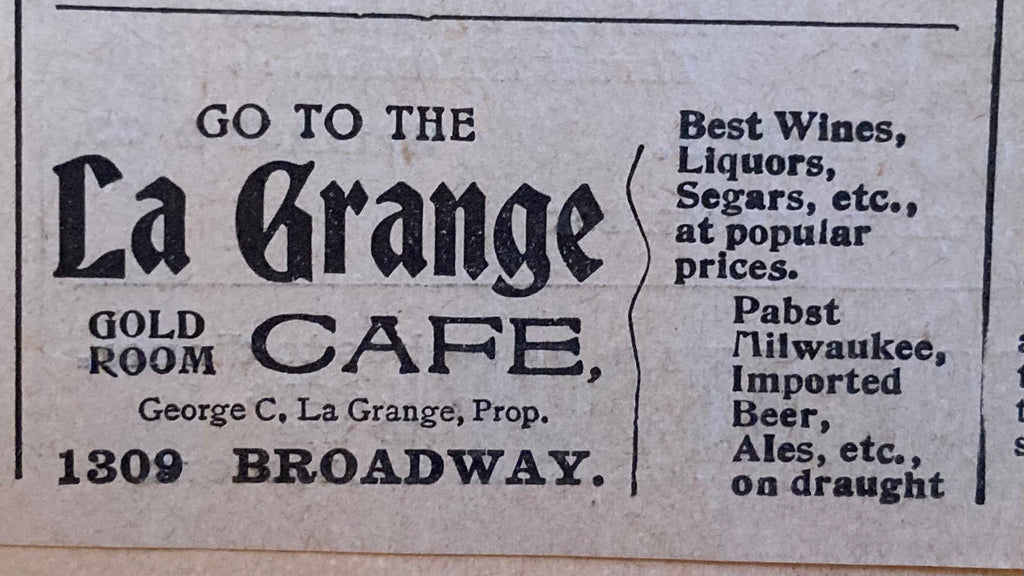 GO TO THE
La Grange
GOLD ROOM CAFE,
George C. La Grange, Prop.
1309 BROADWAY.
Best Wines,
Liquors,
Segars, etc.,
at popular
prices.
Pabst
Milwaukee,
Imported
Beer,
Ales, etc.,
on draught